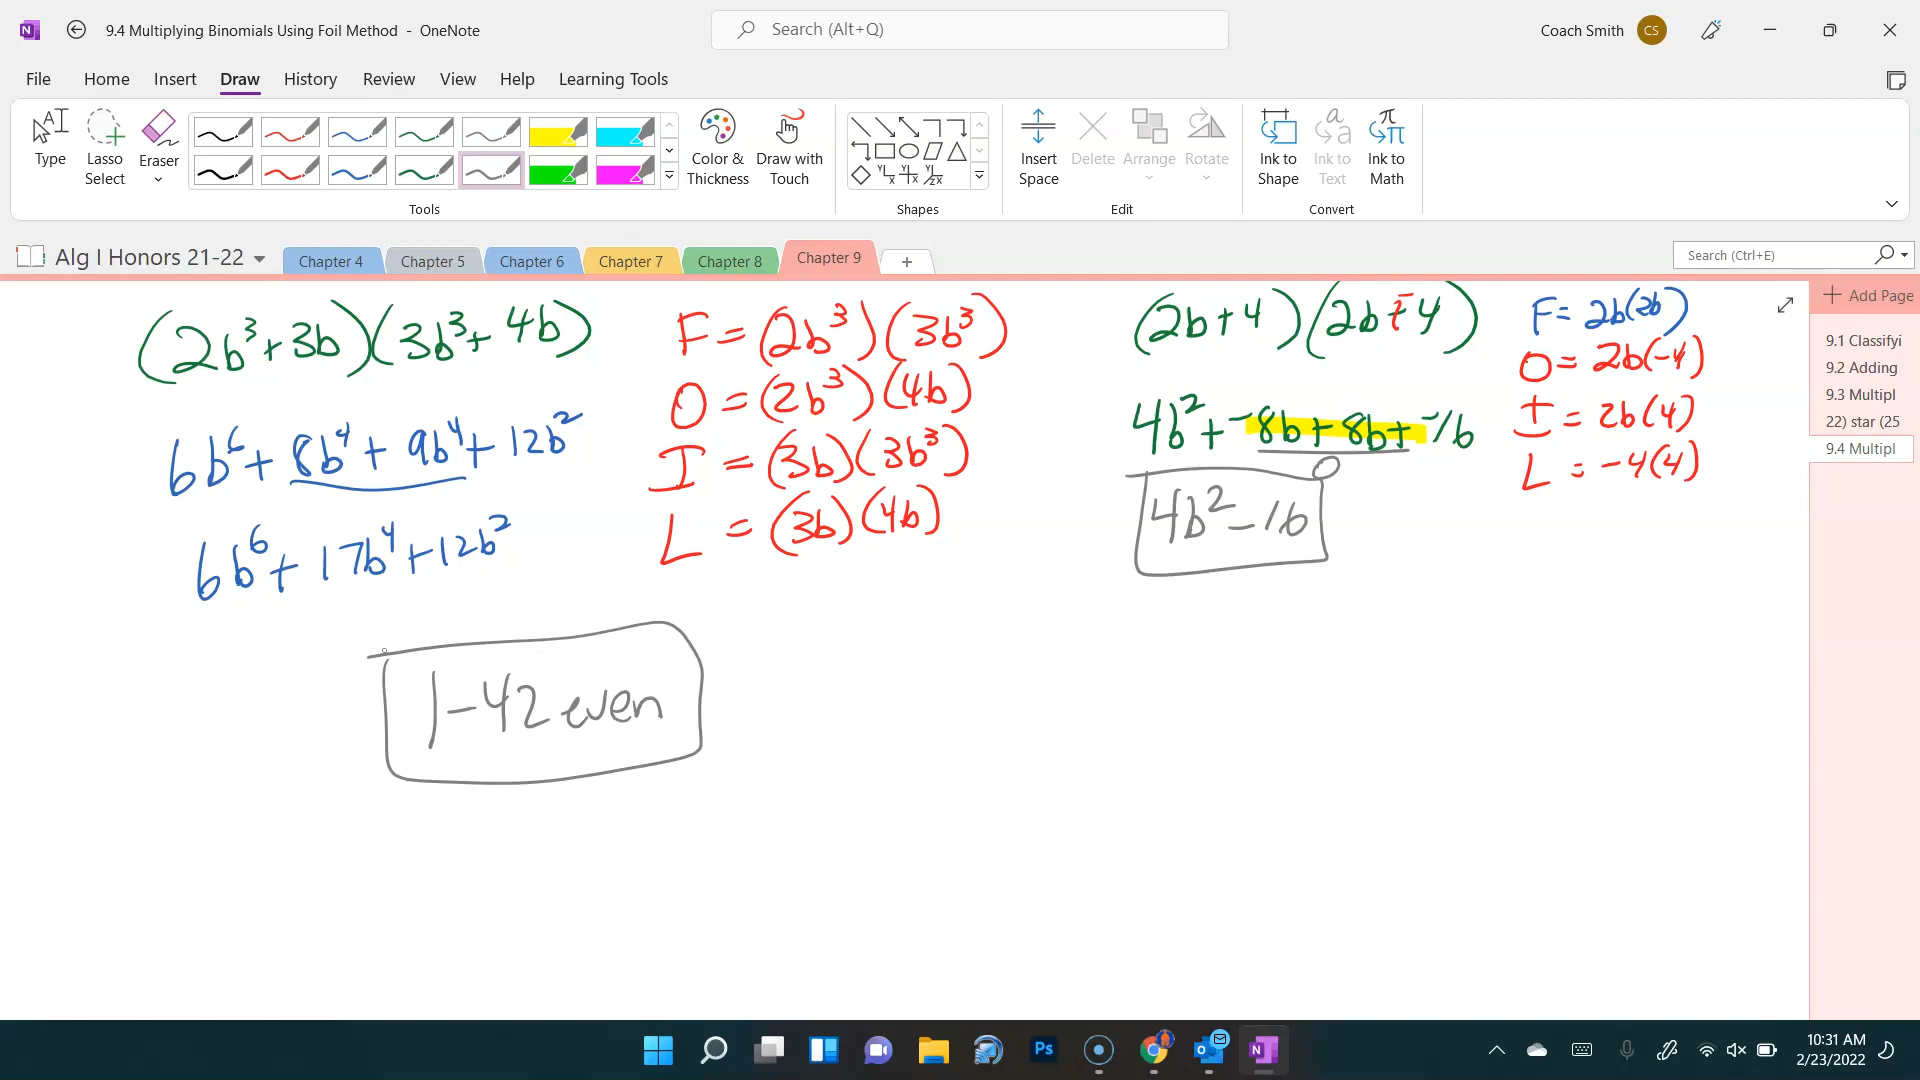 9.4 Multiplying Binomials Using Foil Method - OneNote
Search (Alt+Q)
Coach Smith
CS
File Home Insert Draw History Review View Help Learning Tools
Type
Lasso Select
Eraser
Color & Thickness
Draw with Touch
Insert Space
Delete
Arrange
Rotate
Ink to Shape
Ink to Text
Ink to Math
Tools
Shapes
Edit
Convert
Alg I Honors 21-22
Chapter 4
Chapter 5
Chapter 6
Chapter 7
Chapter 8
Chapter 9
+
Search (Ctrl+E)
Add Page
9.1 Classifyi
9.2 Adding
9.3 Multipl
22) star (25
9.4 Multipl
(2b³+3b)(3b³+4b)
6b⁶+8b⁴+9b⁴+12b²
6b⁶+17b⁴+12b²
F=(2b³)(3b³)
O=(2b³)(4b)
I=(3b)(3b³)
L=(3b)(4b)
(2b+4)(2b+-4)
4b²+-8b+8b+-16
0
4b²-16
F=2b(2b)
O=2b(-4)
I=2b(4)
L=-4(4)
1-42 even
Ps
10:31 AM
2/23/2022